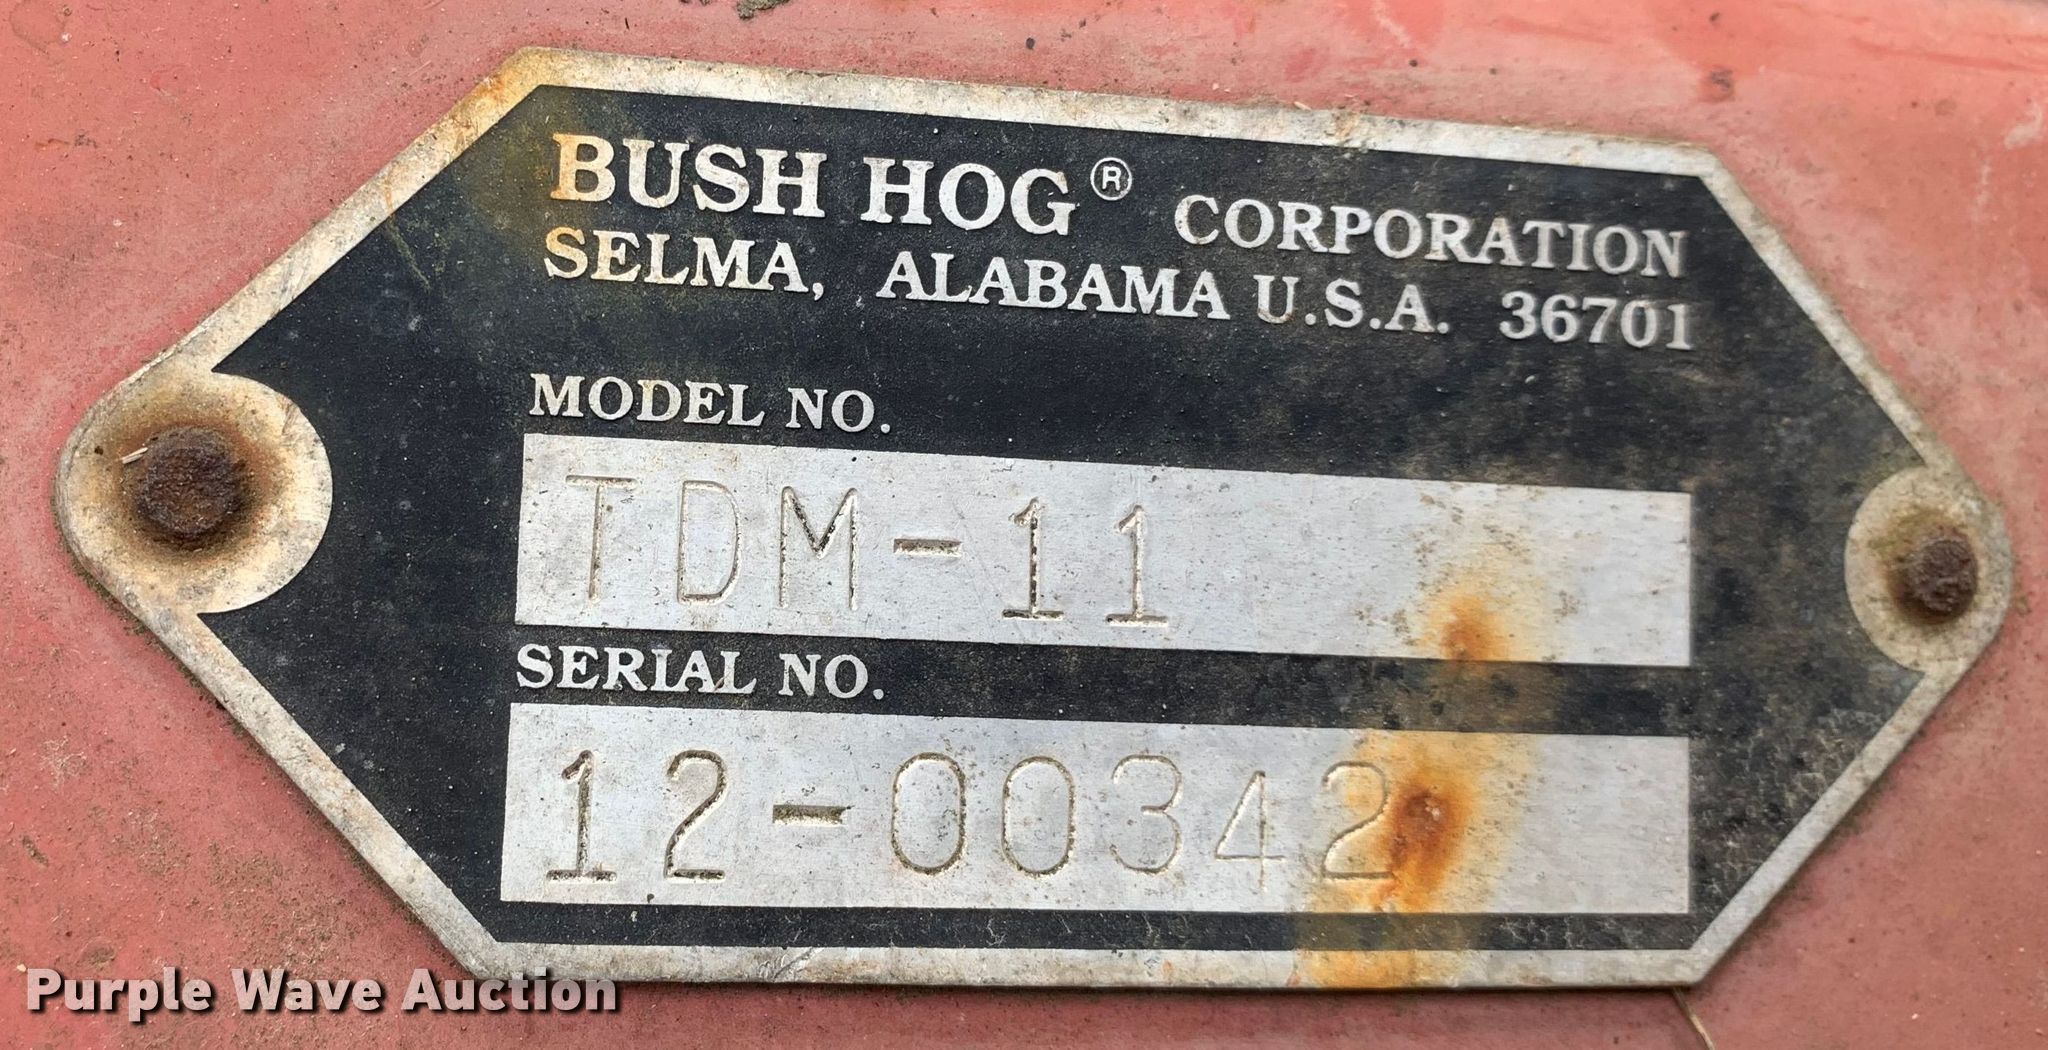 BUSH HOG® CORPORATION
SELMA, ALABAMA U.S.A. 36701
MODEL NO.
TDM-11
SERIAL NO.
12-00342
Purple Wave Auction